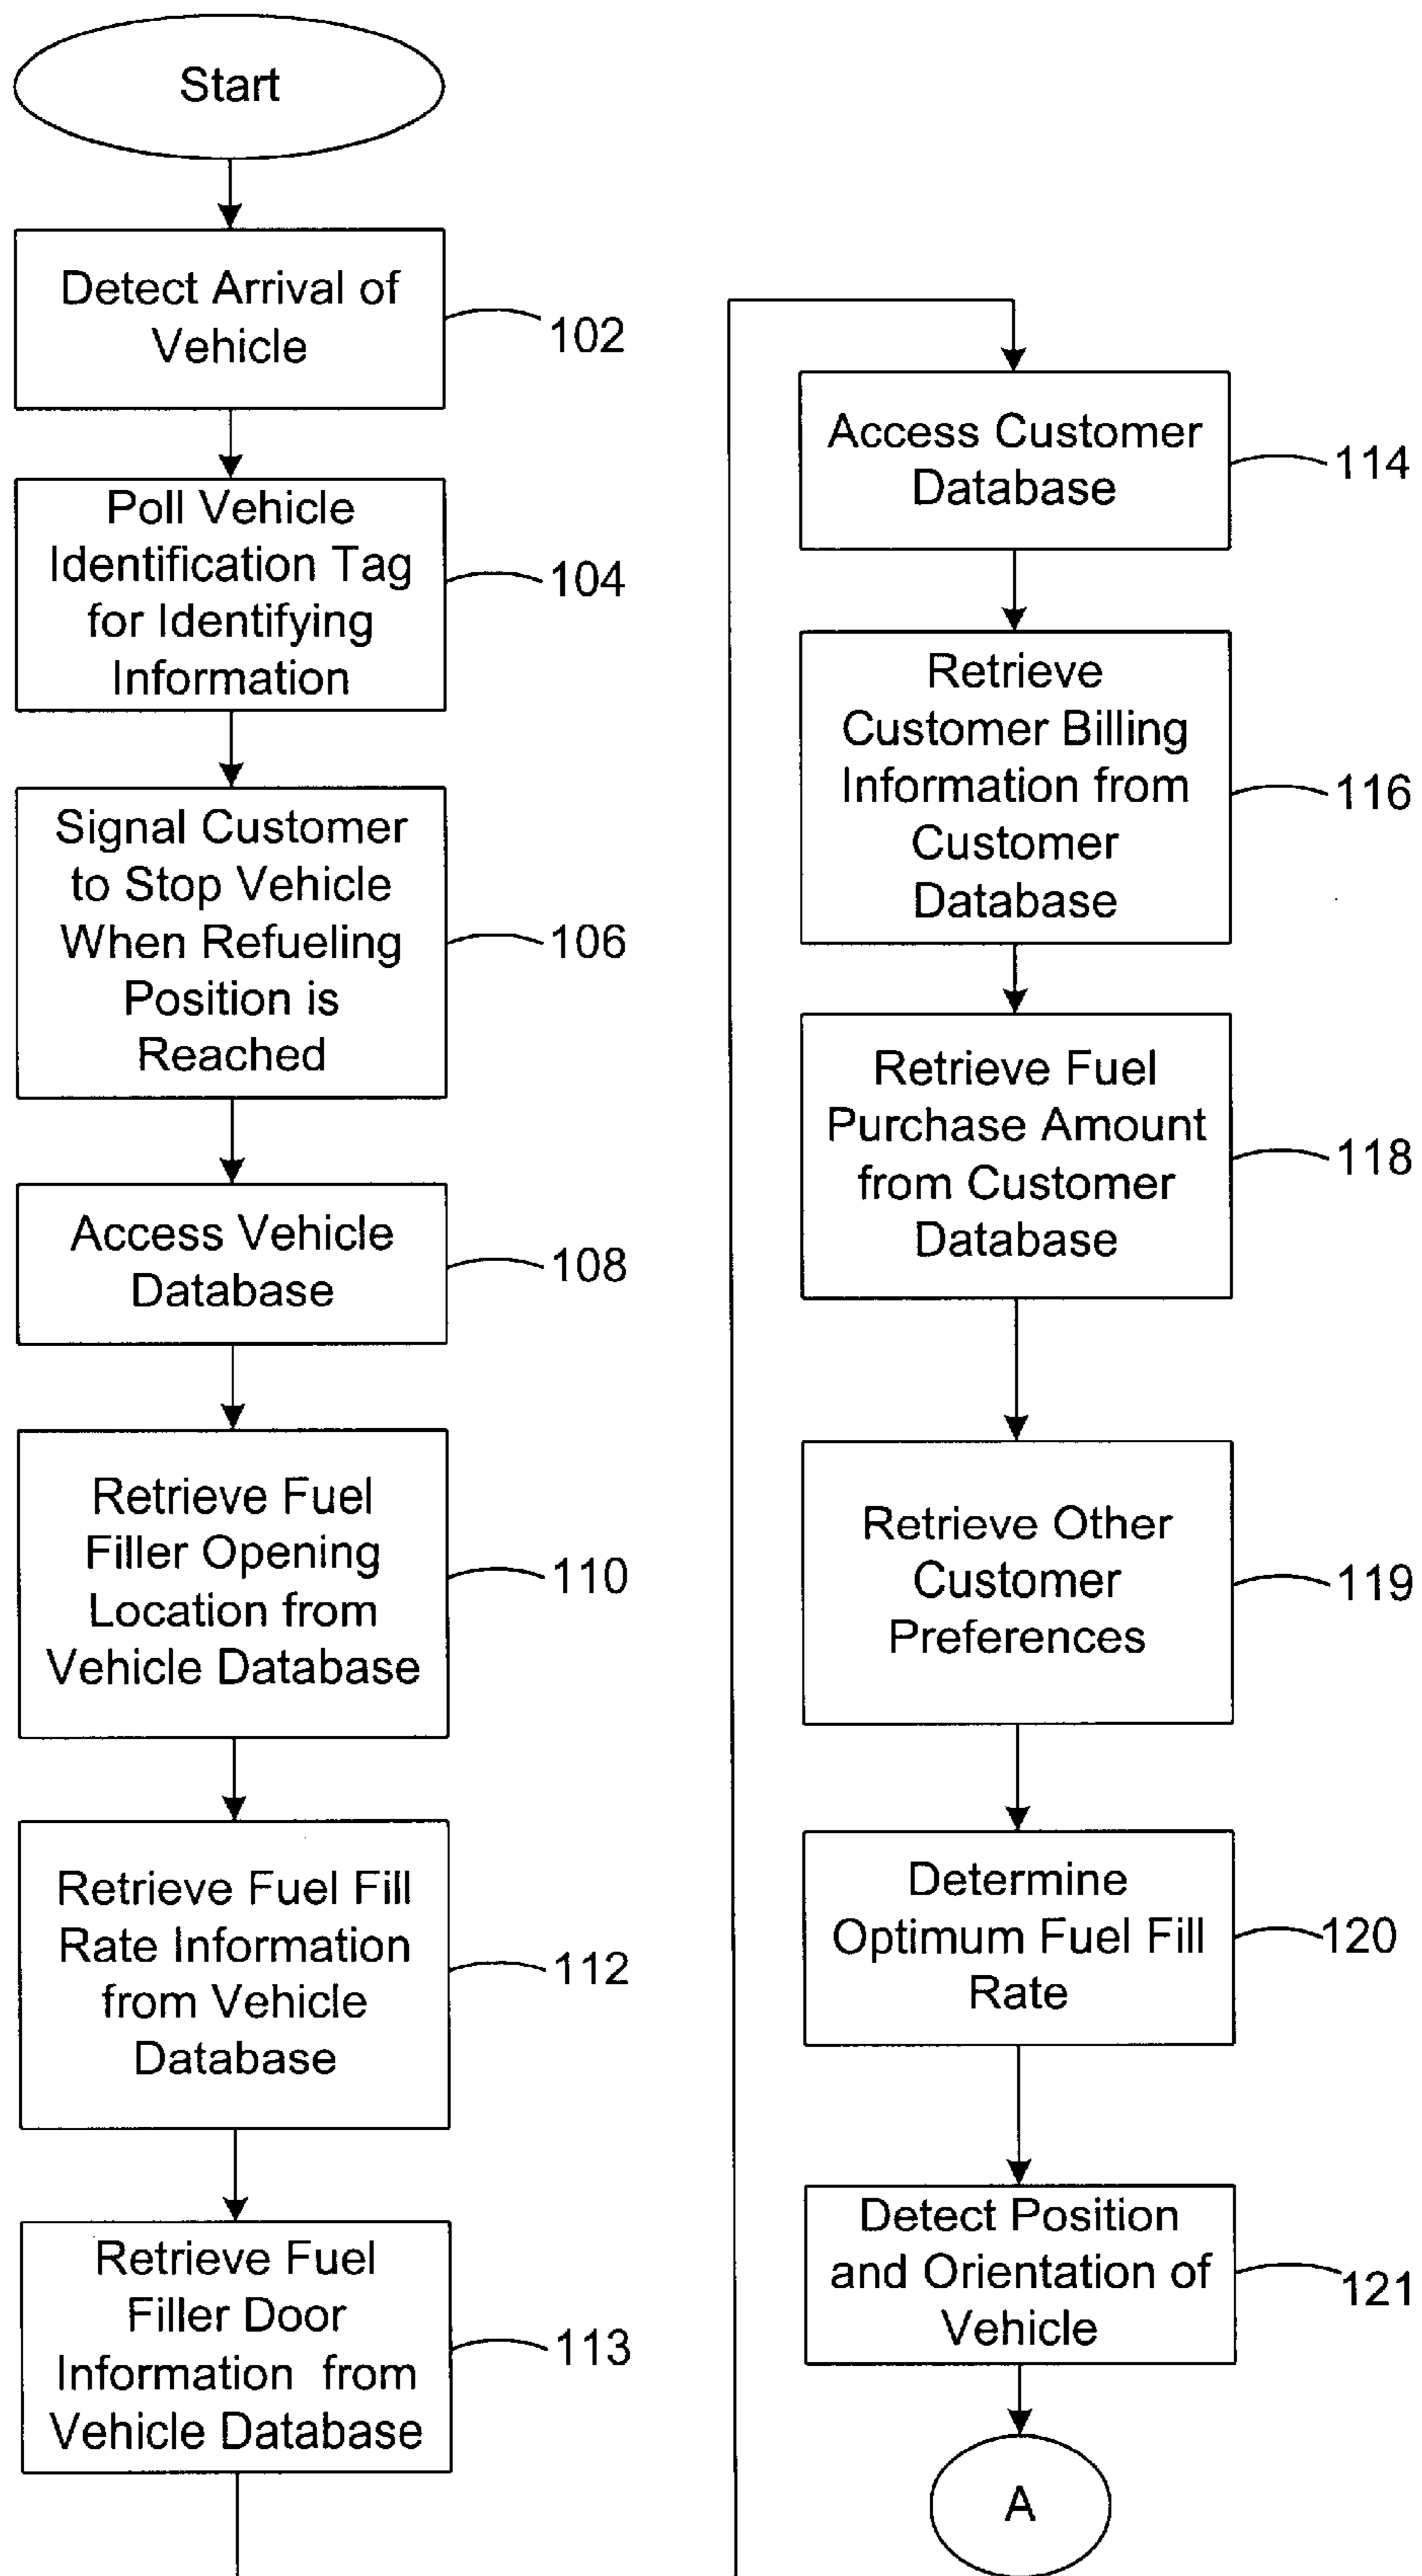 Start
Detect Arrival of
Vehicle
102
Poll Vehicle
Identification Tag
for Identifying
Information
104
Signal Customer
to Stop Vehicle
When Refueling
Position is
Reached
106
Access Vehicle
Database
108
Retrieve Fuel
Filler Opening
Location from
Vehicle Database
110
Retrieve Fuel Fill
Rate Information
from Vehicle
Database
112
Retrieve Fuel
Filler Door
Information from
Vehicle Database
113
Access Customer
Database
114
Retrieve
Customer Billing
Information from
Customer
Database
116
Retrieve Fuel
Purchase Amount
from Customer
Database
118
Retrieve Other
Customer
Preferences
119
Determine
Optimum Fuel Fill
Rate
120
Detect Position
and Orientation of
Vehicle
121
A